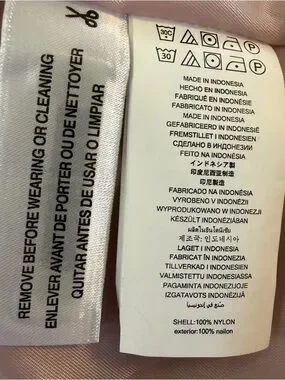 REMOVE BEFORE WEARING OR CLEANING
ENLEVER AVANT DE PORTER OU DE NETTOYER
QUITAR ANTES DE USAR O LIMPIAR
30C
P
30
P
MADE IN INDONESIA
HECHO EN INDONESIA
FABRIQUÉ EN INDONÉSIE
FABBRICATO IN INDONESIA
MADE IN INDONESIA
GEFABRICEERD IN INDONESIË
FREMSTILLET I INDONESIEN
СДЕЛАНО В ИНДОНЕЗИИ
FEITO NA INDONÉSIA
インドネシア製
印度尼西亚制造
印尼製造
FABRICADO NA INDONÉSIA
VYROBENO V INDONÉZII
WYPRODUKOWANO W INDONEZJI
KÉSZÜLT INDONÉZIÁBAN
ผลิตในอินโดนีเซีย
제조국: 인도네시아
LAGET I INDONESIA
FABRICAT ÎN INDONEZIA
TILLVERKAD I INDONESIEN
VALMISTETTU INDONESIASSA
PAGAMINTA INDONEZIJOJE
IZGATAVOTS INDONĒZIJĀ
صنع في إندونيسيا
SHELL:100% NYLON
exterior:100% nailon